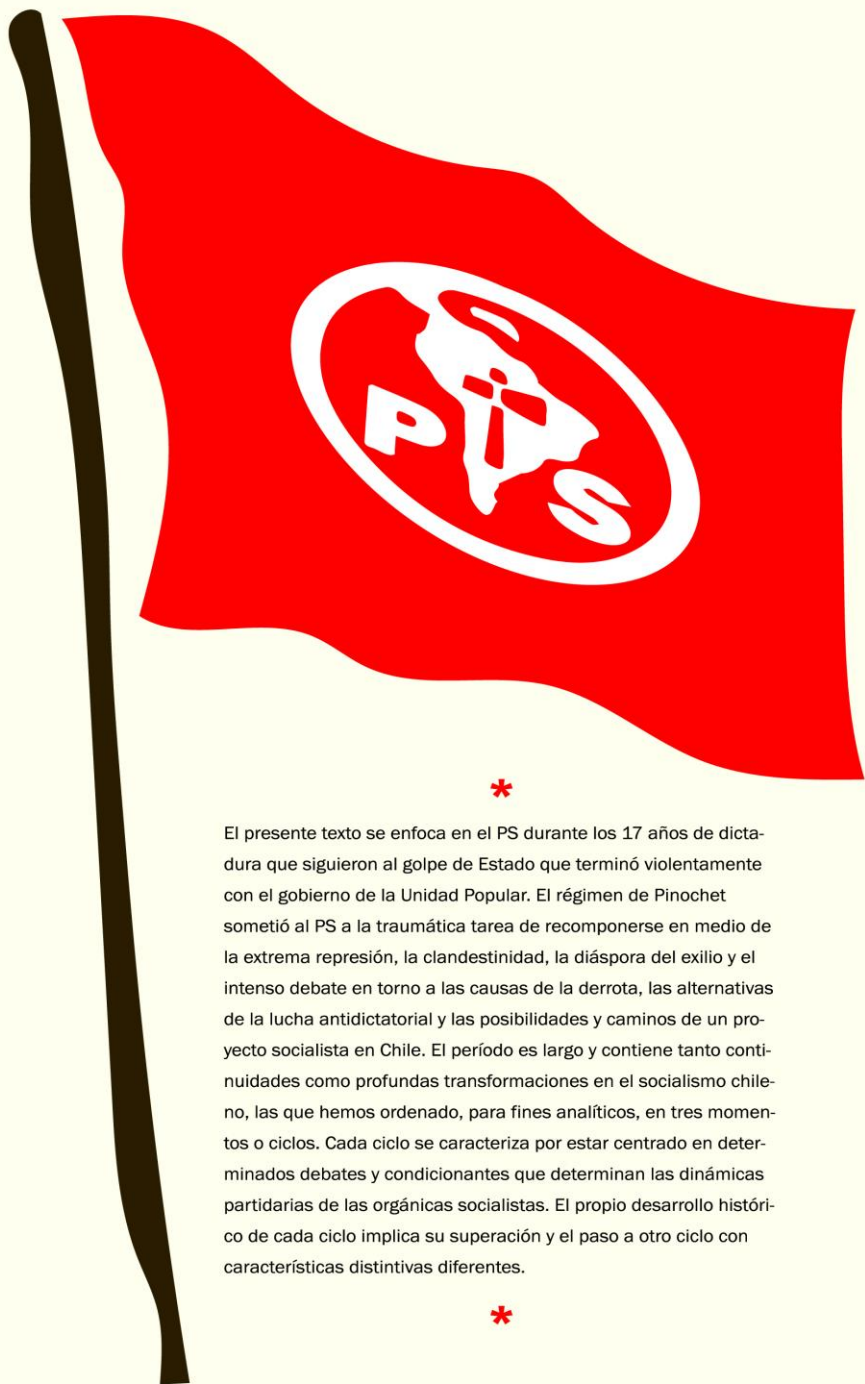 P S
*
El presente texto se enfoca en el PS durante los 17 años de dicta-
dura que siguieron al golpe de Estado que terminó violentamente
con el gobierno de la Unidad Popular. El régimen de Pinochet
sometió al PS a la traumática tarea de recomponerse en medio de
la extrema represión, la clandestinidad, la diáspora del exilio y el
intenso debate en torno a las causas de la derrota, las alternativas
de la lucha antidictatorial y las posibilidades y caminos de un pro-
yecto socialista en Chile. El período es largo y contiene tanto conti-
nuidades como profundas transformaciones en el socialismo chile-
no, las que hemos ordenado, para fines analíticos, en tres momen-
tos o ciclos. Cada ciclo se caracteriza por estar centrado en deter-
minados debates y condicionantes que determinan las dinámicas
partidarias de las orgánicas socialistas. El propio desarrollo históri-
co de cada ciclo implica su superación y el paso a otro ciclo con
características distintivas diferentes.
*